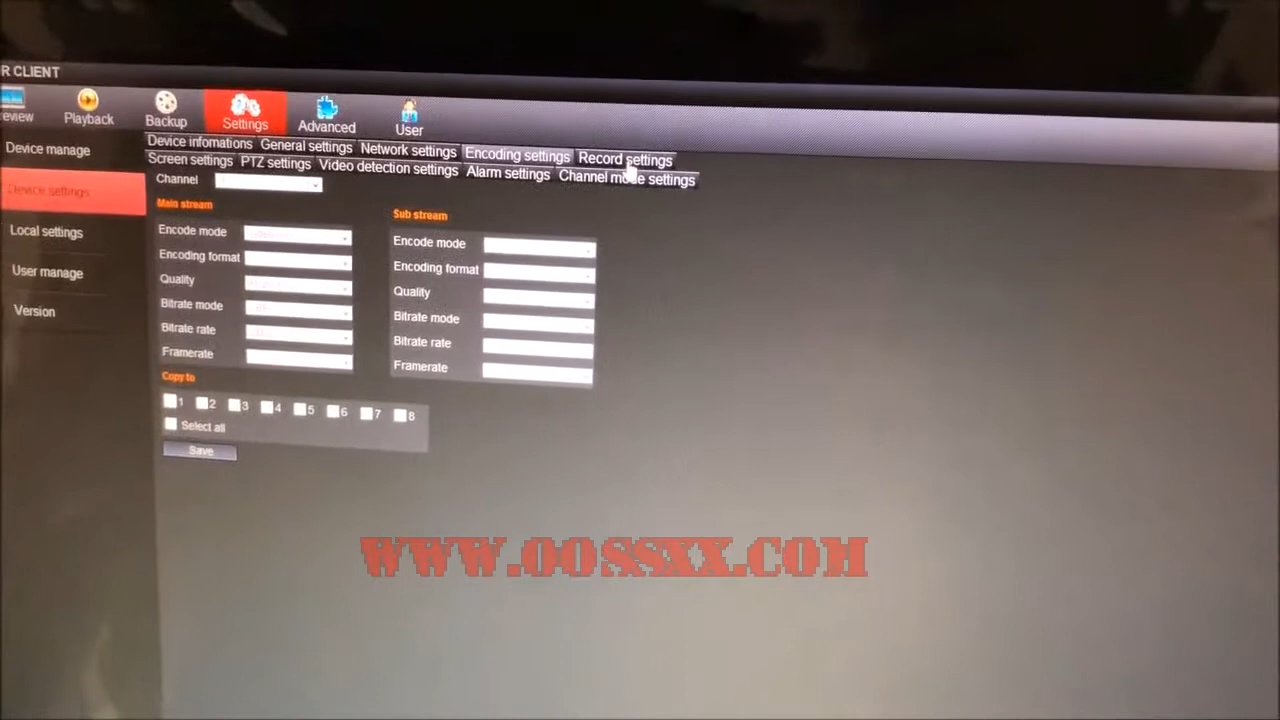 R CLIENT
review Playback Backup Settings Advanced User
Device infomations General settings Network settings Encoding settings Record settings
Screen settings PTZ settings Video detection settings Alarm settings Channel mode settings
Device manage
Device settings
Local settings
User manage
Version
Channel
Main stream
Encode mode
Encoding format
Quality
Bitrate mode
Bitrate rate
Framerate
Sub stream
Encode mode
Encoding format
Quality
Bitrate mode
Bitrate rate
Framerate
Copy to
1 2 3 4 5 6 7 8
Select all
Save
WWW.OOSSXX.COM